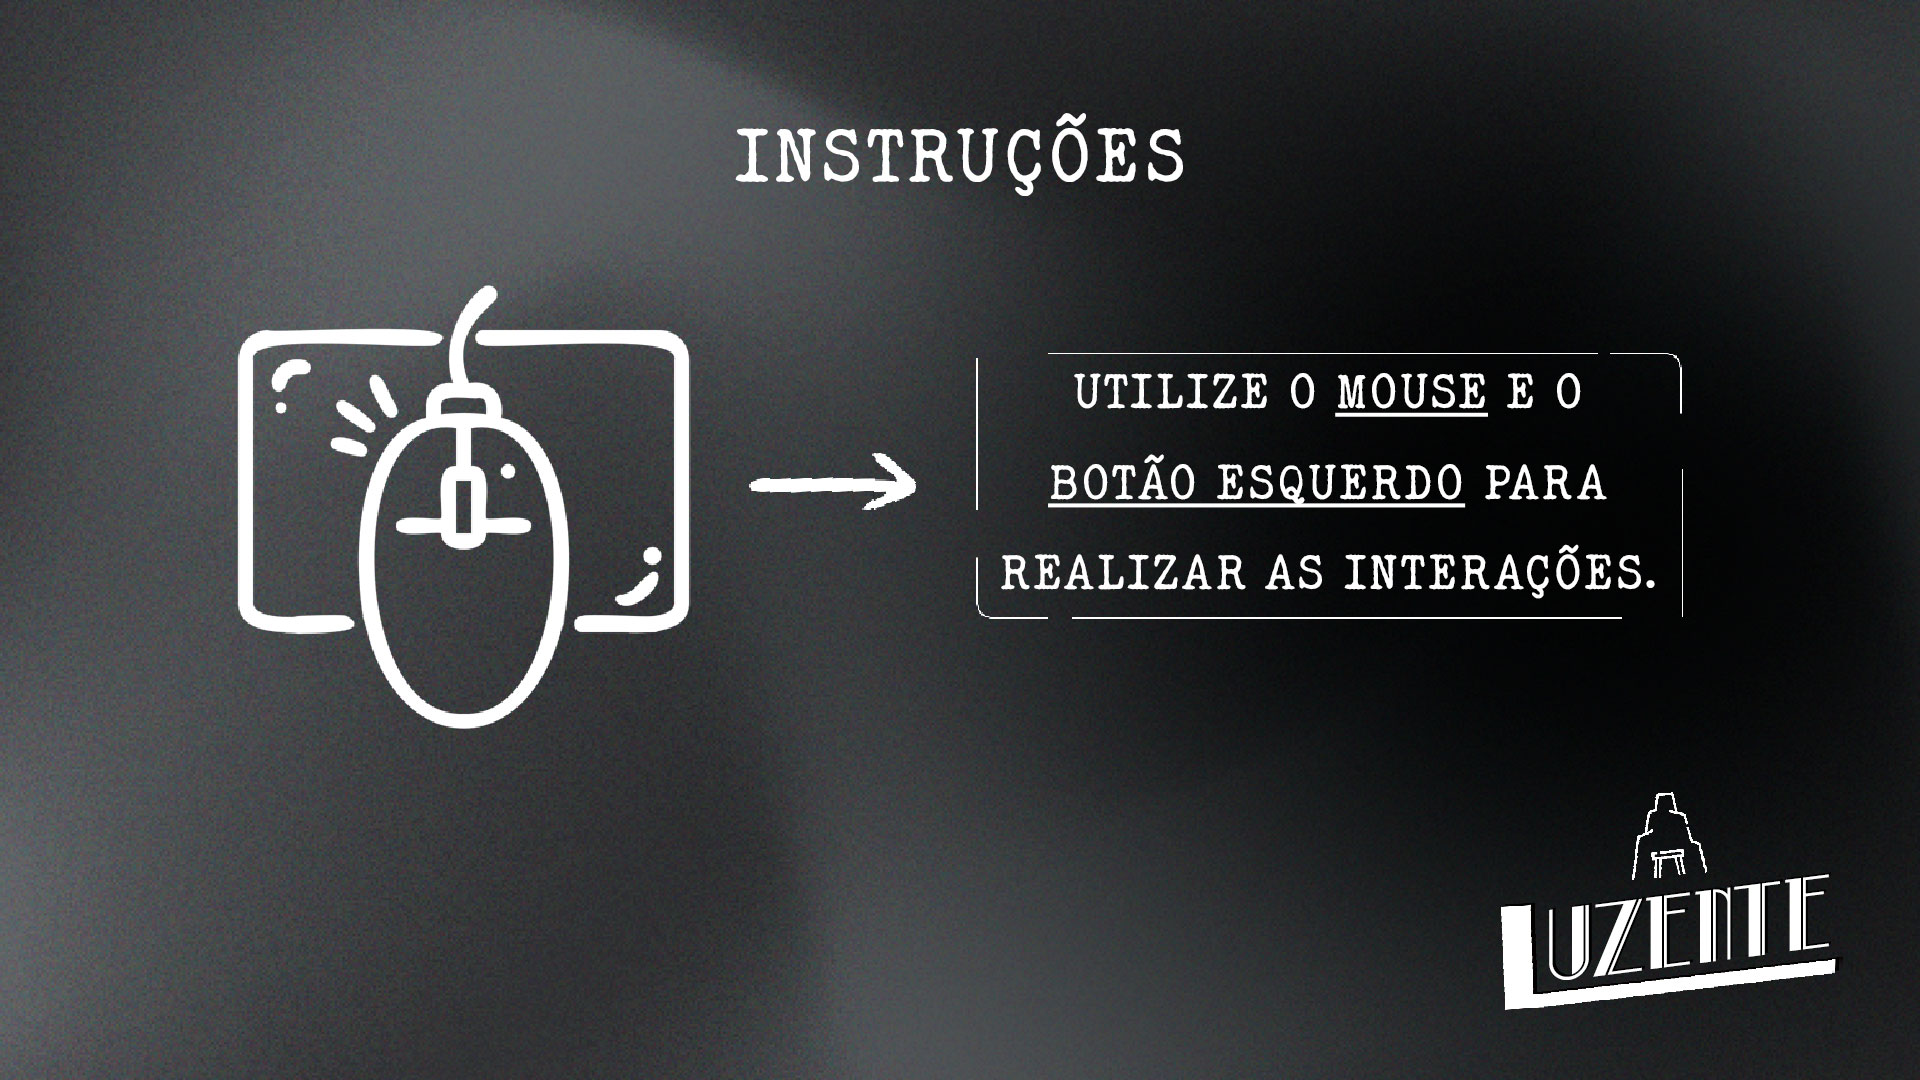 INSTRUÇÕES
UTILIZE O MOUSE E O
BOTÃO ESQUERDO PARA
REALIZAR AS INTERAÇÕES.
LUZENTE